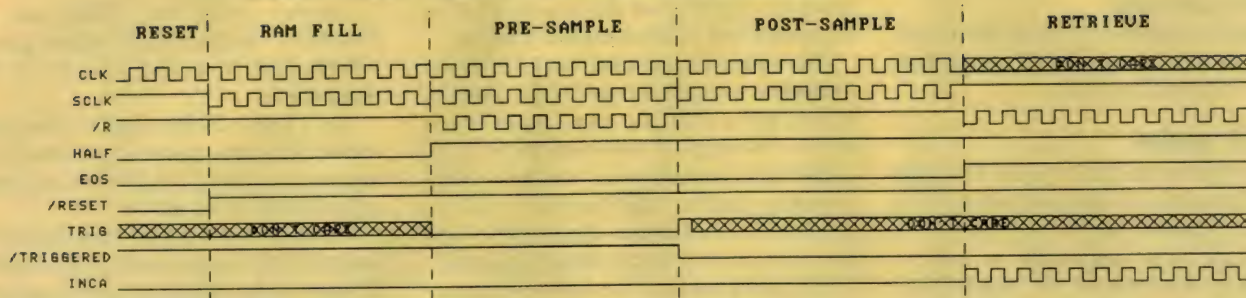 RESET RAM FILL PRE-SAMPLE POST-SAMPLE RETRIEVE
CLK DON'T CARE
SCLK
/R
HALF
EOS
/RESET
TRIG DON'T CARE DON'T CARE
/TRIGGERED
INCA